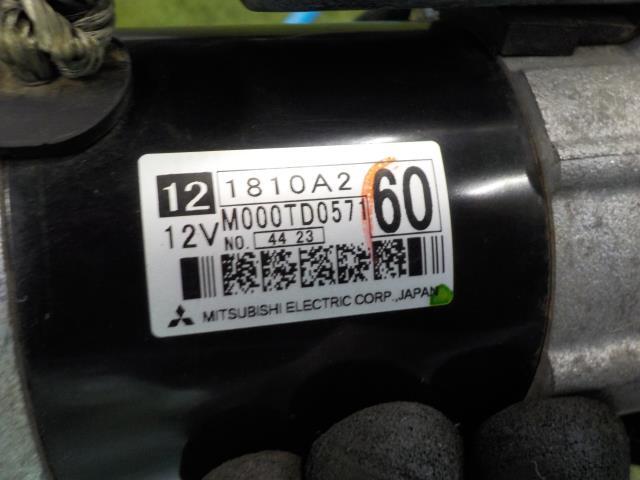 12 1810A2 60
12V M000TD0571
NO. 44 23
MITSUBISHI ELECTRIC CORP.,JAPAN